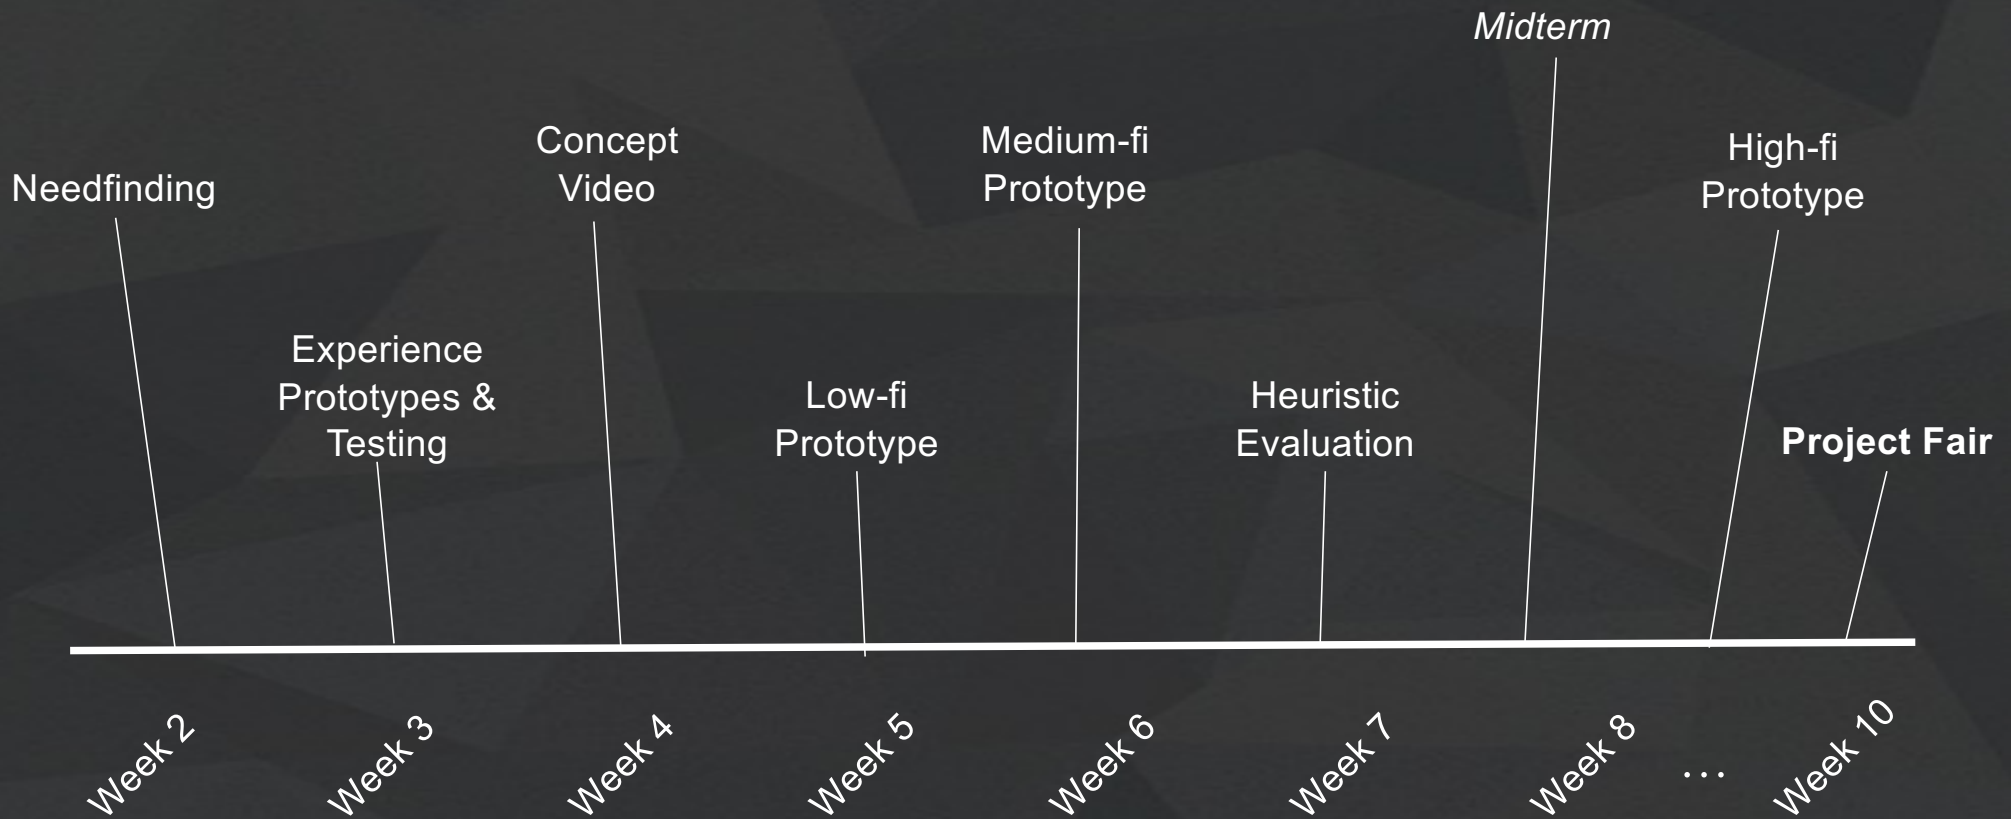 Midterm
Needfinding
Concept
Video
Medium-fi
Prototype
High-fi
Prototype
Experience
Prototypes &
Testing
Low-fi
Prototype
Heuristic
Evaluation
Project Fair
Week 2
Week 3
Week 4
Week 5
Week 6
Week 7
Week 8
...
Week 10